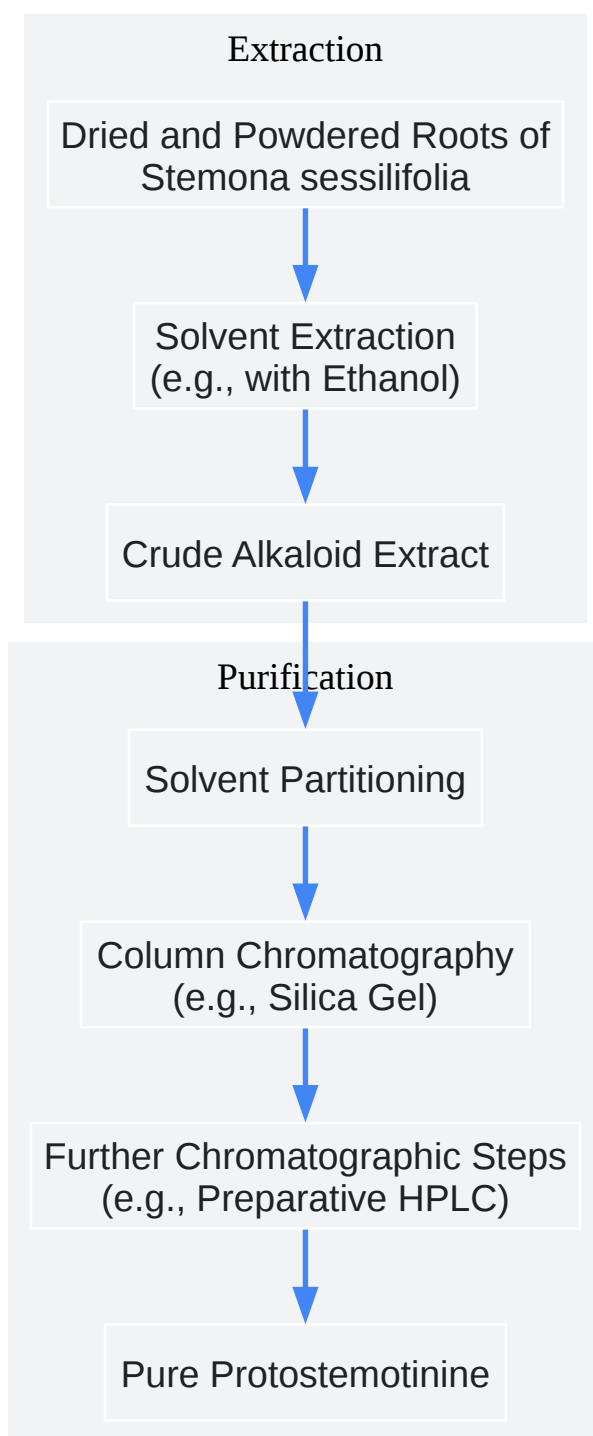 Extraction
Dried and Powdered Roots of
Stemona sessilifolia
Solvent Extraction
(e.g., with Ethanol)
Crude Alkaloid Extract
Purification
Solvent Partitioning
Column Chromatography
(e.g., Silica Gel)
Further Chromatographic Steps
(e.g., Preparative HPLC)
Pure Protostemotinine